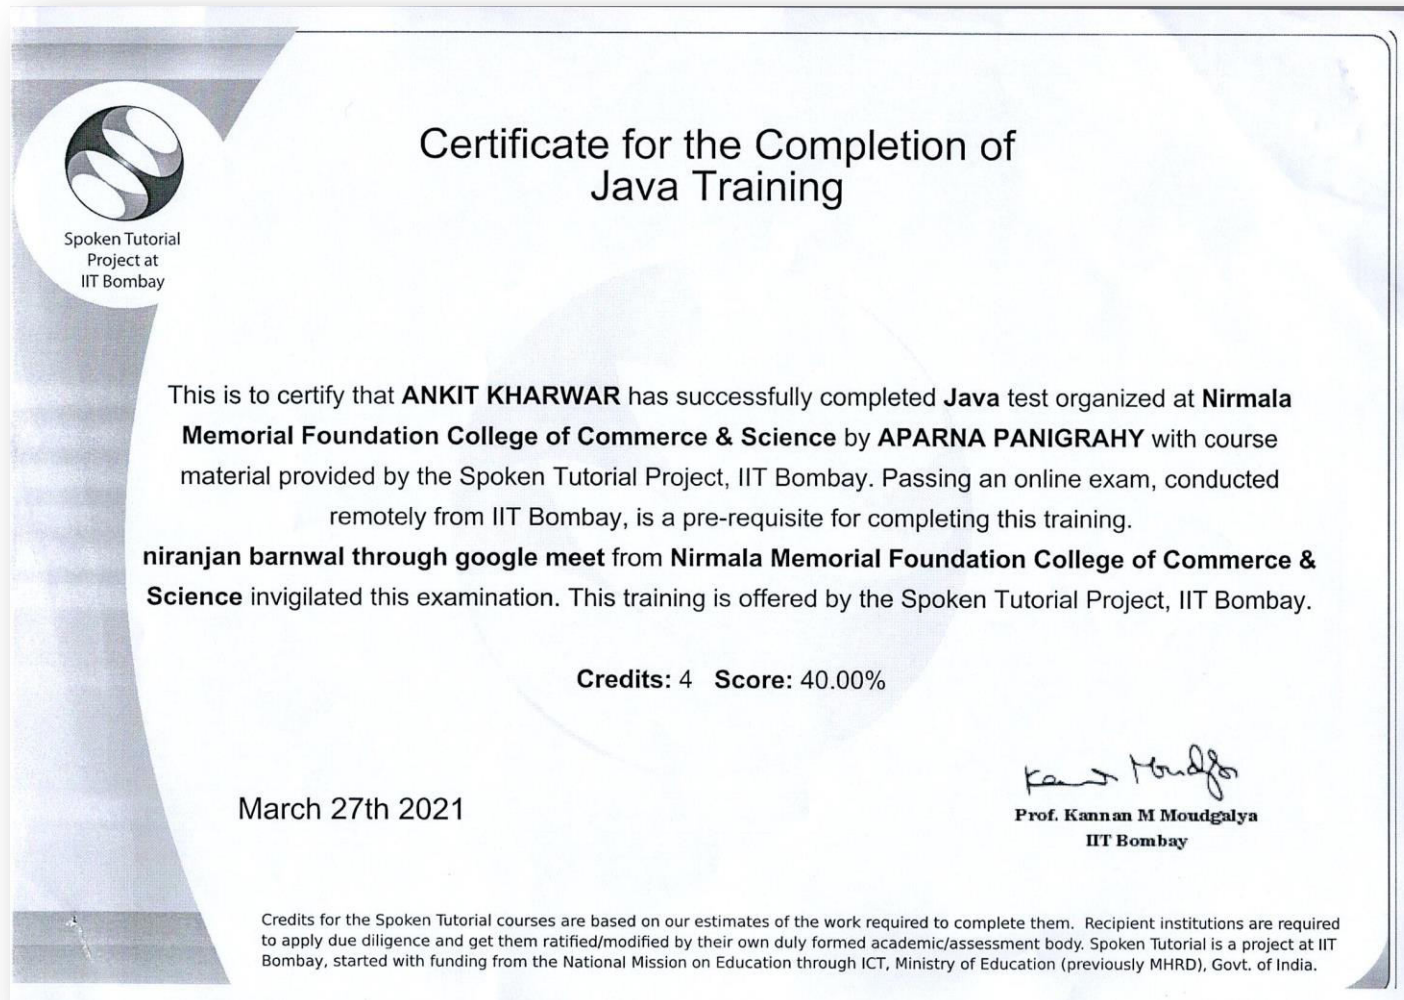 Certificate for the Completion of
Java Training
Spoken Tutorial
Project at
IIT Bombay
This is to certify that ANKIT KHARWAR has successfully completed Java test organized at Nirmala
Memorial Foundation College of Commerce & Science by APARNA PANIGRAHY with course
material provided by the Spoken Tutorial Project, IIT Bombay. Passing an online exam, conducted
remotely from IIT Bombay, is a pre-requisite for completing this training.
niranjan barnwal through google meet from Nirmala Memorial Foundation College of Commerce &
Science invigilated this examination. This training is offered by the Spoken Tutorial Project, IIT Bombay.
Credits: 4 Score: 40.00%
March 27th 2021
Kannan Moudgalya
Prof. Kannan M Moudgalya
IIT Bombay
Credits for the Spoken Tutorial courses are based on our estimates of the work required to complete them. Recipient institutions are required
to apply due diligence and get them ratified/modified by their own duly formed academic/assessment body. Spoken Tutorial is a project at IIT
Bombay, started with funding from the National Mission on Education through ICT, Ministry of Education (previously MHRD), Govt. of India.